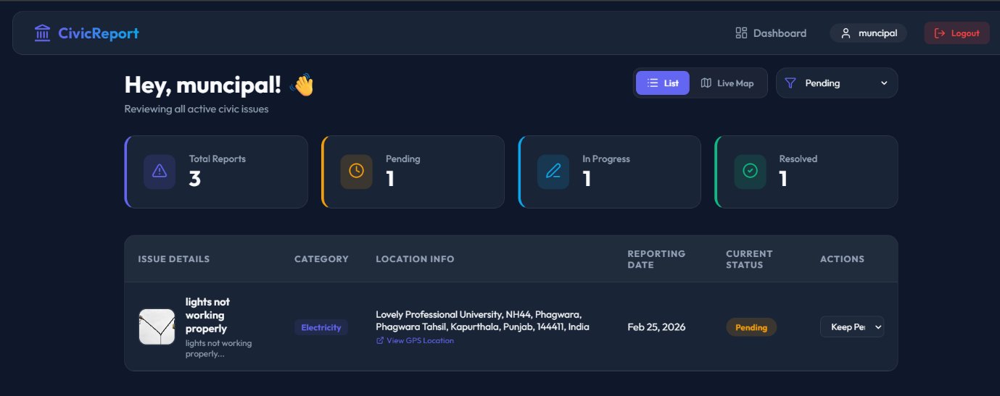 CivicReport
Dashboard
muncipal
Logout
Hey, muncipal! 👋
Reviewing all active civic issues
List
Live Map
Pending
Total Reports
3
Pending
1
In Progress
1
Resolved
1
ISSUE DETAILS
CATEGORY
LOCATION INFO
REPORTING
DATE
CURRENT
STATUS
ACTIONS
lights not
working
properly
lights not working
properly...
Electricity
Lovely Professional University, NH44, Phagwara,
Phagwara Tahsil, Kapurthala, Punjab, 144411, India
View GPS Location
Feb 25, 2026
Pending
Keep Pe